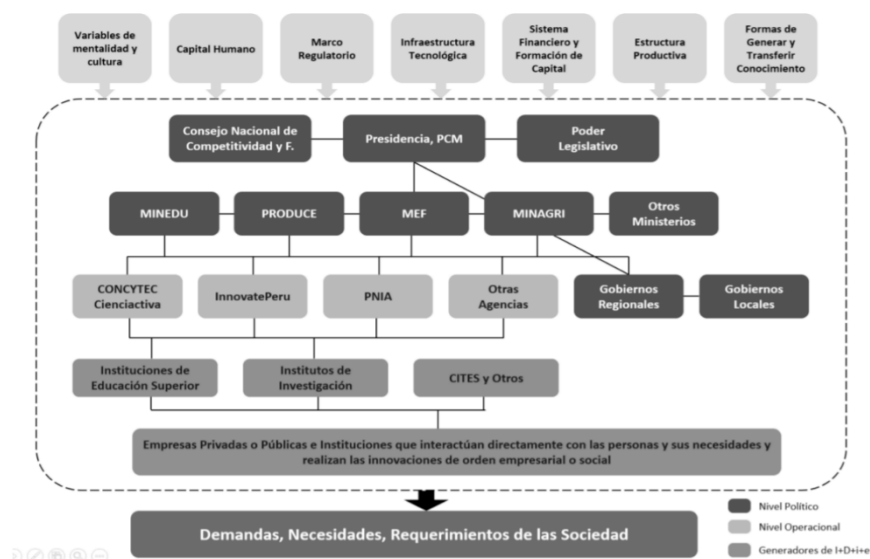 Variables de
mentalidad y
cultura
Capital Humano
Marco
Regulatorio
Infraestructura
Tecnológica
Sistema
Financiero y
Formación de
Capital
Estructura
Productiva
Formas de
Generar y
Transferir
Conocimiento
Consejo Nacional de
Competitividad y F.
Presidencia, PCM
Poder
Legislativo
MINEDU
PRODUCE
MEF
MINAGRI
Otros
Ministerios
CONCYTEC
Cienciactiva
InnovatePeru
PNIA
Otras
Agencias
Gobiernos
Regionales
Gobiernos
Locales
Instituciones de
Educación Superior
Institutos de
Investigación
CITES y Otros
Empresas Privadas o Públicas e Instituciones que interactúan directamente con las personas y sus necesidades y
realizan las innovaciones de orden empresarial o social
Demandas, Necesidades, Requerimientos de las Sociedad
Nivel Político
Nivel Operacional
Generadores de I+D+i+e